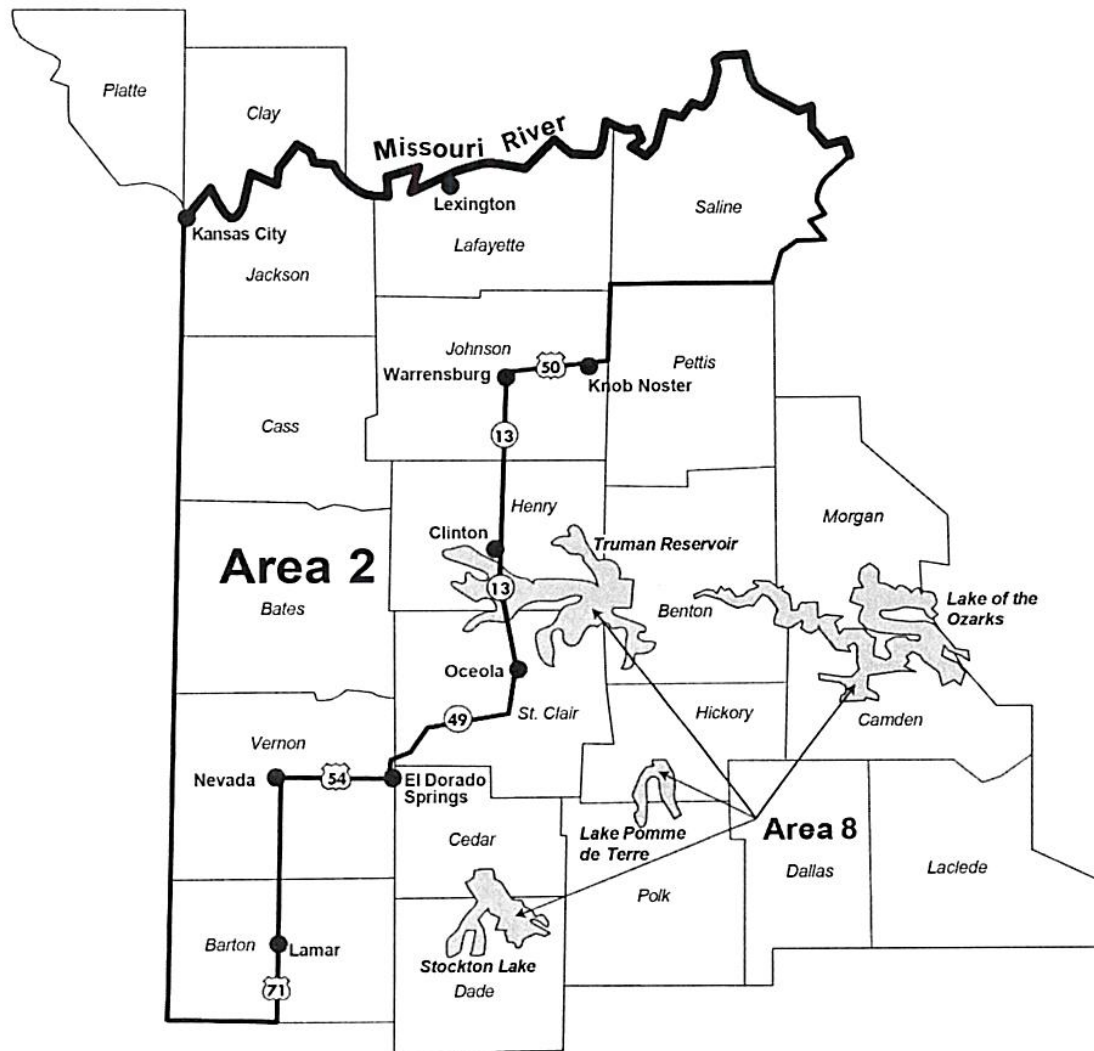 Platte
Clay
Missouri River
Lexington
Saline
Kansas City
Lafayette
Jackson
Johnson
50
Pettis
Warrensburg
Knob Noster
Cass
13
Henry
Morgan
Clinton
Truman Reservoir
Area 2
13
Bates
Benton
Lake of the
Ozarks
Oceola
St. Clair
Hickory
49
Camden
Vernon
Nevada
54
El Dorado
Springs
Cedar
Lake Pomme
de Terre
Area 8
Dallas
Laclede
Polk
Barton
Lamar
Stockton Lake
71
Dade